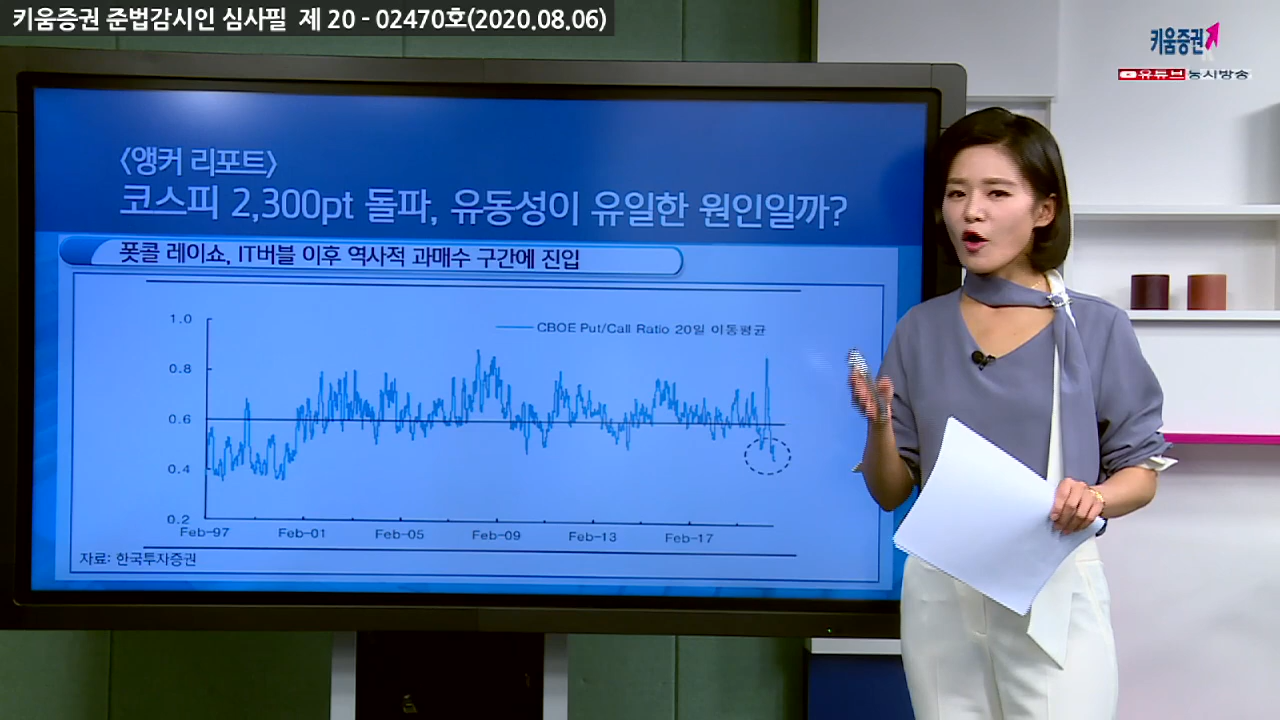 키움증권 준법감시인 심사필 제 20 - 02470호(2020.08.06)
키움증권
유튜브 동시방송
〈앵커 리포트〉
코스피 2,300pt 돌파, 유동성이 유일한 원인일까?
풋콜 레이쇼, IT버블 이후 역사적 과매수 구간에 진입
CBOE Put/Call Ratio 20일 이동평균
1.0
0.8
0.6
0.4
0.2
Feb-97 Feb-01 Feb-05 Feb-09 Feb-13 Feb-17
자료: 한국투자증권